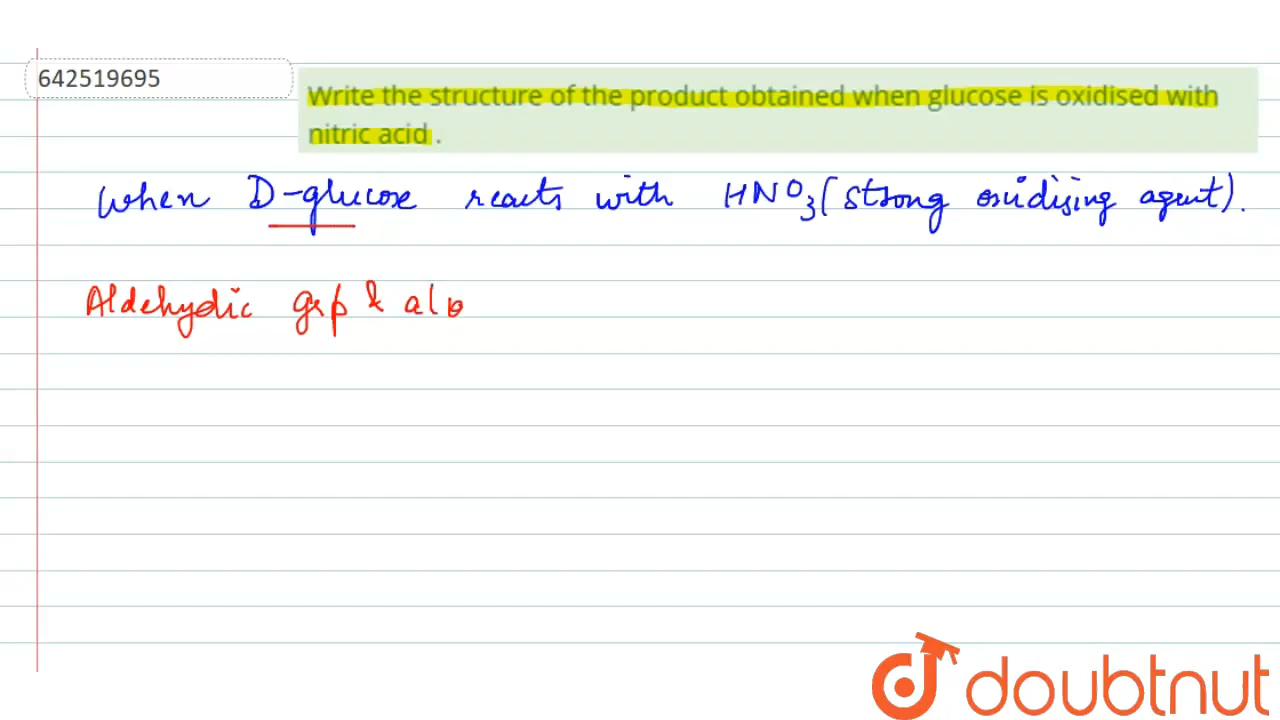 642519695
Write the structure of the product obtained when glucose is oxidised with
nitric acid .
When D-glucose reacts with HNO3 (strong oxidising agent).
Aldehydic grp & alo
doubtnut